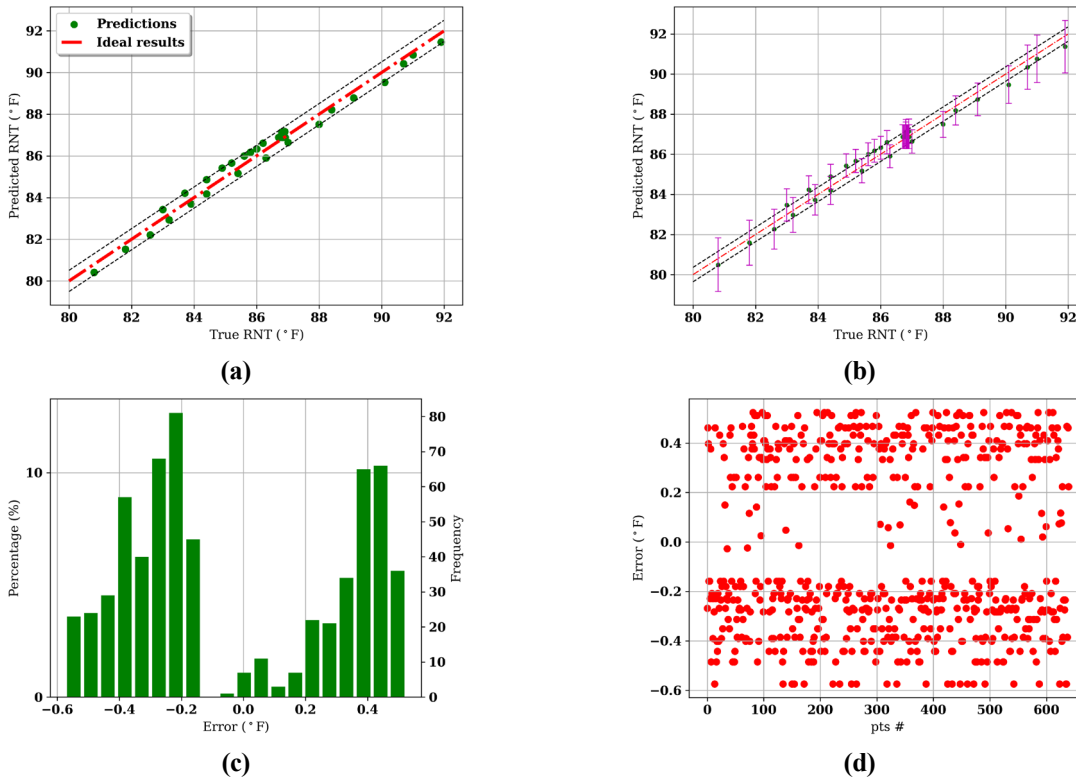 Predictions
Ideal results
92
90
88
86
84
82
80
Predicted RNT (°F)
80 82 84 86 88 90 92
True RNT (°F)
(a)
92
90
88
86
84
82
80
Predicted RNT (°F)
80 82 84 86 88 90 92
True RNT (°F)
(b)
10
0
Percentage (%)
80
70
60
50
40
30
20
10
0
Frequency
−0.6 −0.4 −0.2 0.0 0.2 0.4
Error (°F)
(c)
0.4
0.2
0.0
−0.2
−0.4
−0.6
Error (°F)
0 100 200 300 400 500 600
pts #
(d)